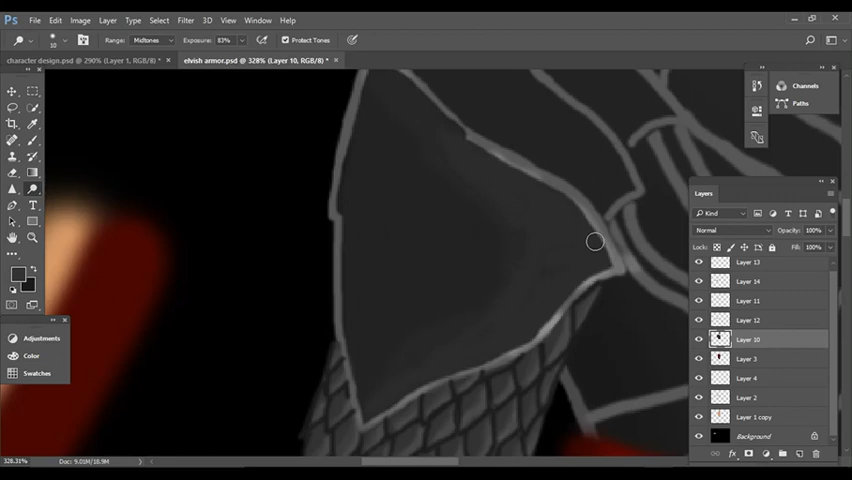 Ps File Edit Image Layer Type Select Filter 3D View Window Help
10 Range: Midtones Exposure: 83% Protect Tones
character design.psd @ 290% (Layer 1, RGB/8) * × elvish armor.psd @ 328% (Layer 10, RGB/8) * ×
Channels
Paths
Layers
Kind
Normal Opacity: 100%
Lock: Fill: 100%
Layer 13
Layer 14
Layer 11
Layer 12
Layer 10
Layer 3
Layer 4
Layer 2
Layer 1 copy
Background
fx
T
Adjustments
Color
Swatches
328.31% Doc: 9.01M/18.9M